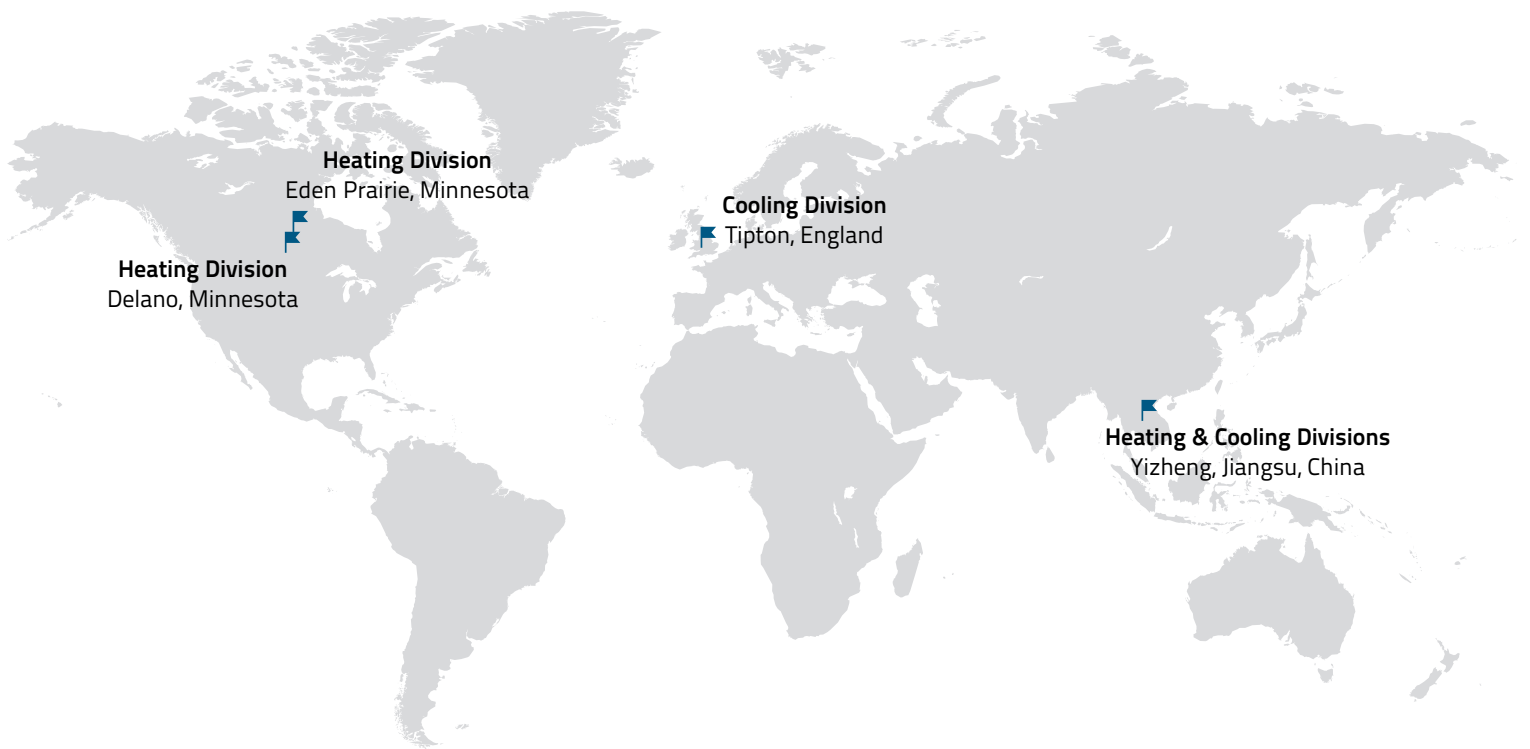 Heating Division
Eden Prairie, Minnesota
Cooling Division
Tipton, England
Heating Division
Delano, Minnesota
Heating & Cooling Divisions
Yizheng, Jiangsu, China